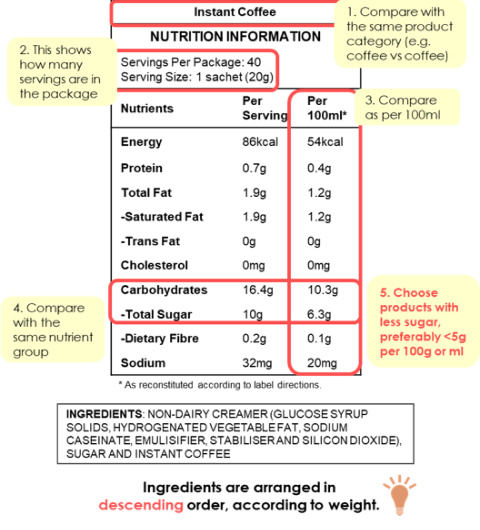 Instant Coffee
1. Compare with
the same product
category (e.g.
coffee vs coffee)
NUTRITION INFORMATION
2. This shows
how many
servings are in
the package
Servings Per Package: 40
Serving Size: 1 sachet (20g)
Nutrients Per Serving Per 100ml*
3. Compare
as per 100ml
Energy 86kcal 54kcal
Protein 0.7g 0.4g
Total Fat 1.9g 1.2g
-Saturated Fat 1.9g 1.2g
-Trans Fat 0g 0g
Cholesterol 0mg 0mg
Carbohydrates 16.4g 10.3g
-Total Sugar 10g 6.3g
-Dietary Fibre 0.2g 0.1g
Sodium 32mg 20mg
4. Compare
with the
same nutrient
group
5. Choose
products with
less sugar,
preferably <5g
per 100g or ml
* As reconstituted according to label directions.
INGREDIENTS: NON-DAIRY CREAMER (GLUCOSE SYRUP
SOLIDS, HYDROGENATED VEGETABLE FAT, SODIUM
CASEINATE, EMULISIFIER, STABILISER AND SILICON DIOXIDE),
SUGAR AND INSTANT COFFEE
Ingredients are arranged in
descending order, according to weight.